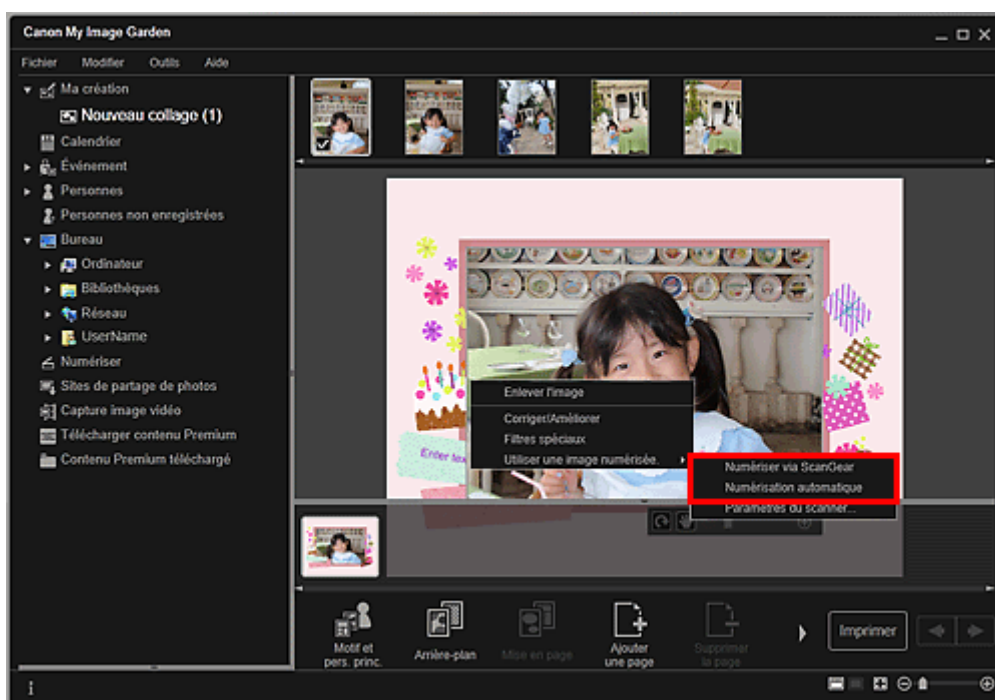 Canon My Image Garden
Fichier Modifier Outils Aide
Ma création
Nouveau collage (1)
Calendrier
Événement
Personnes
Personnes non enregistrées
Bureau
Ordinateur
Bibliothèques
Réseau
UserName
Numériser
Sites de partage de photos
Capture image vidéo
Télécharger contenu Premium
Contenu Premium téléchargé
Enter tex
Enlever l'image
Corriger/Améliorer
Filtres spéciaux
Utiliser une image numérisée.
Numériser via ScanGear
Numérisation automatique
Paramètres du scanner...
Motif et
pers. princ.
Arrière-plan
Mise en page
Ajouter
une page
Supprimer
la page
Imprimer